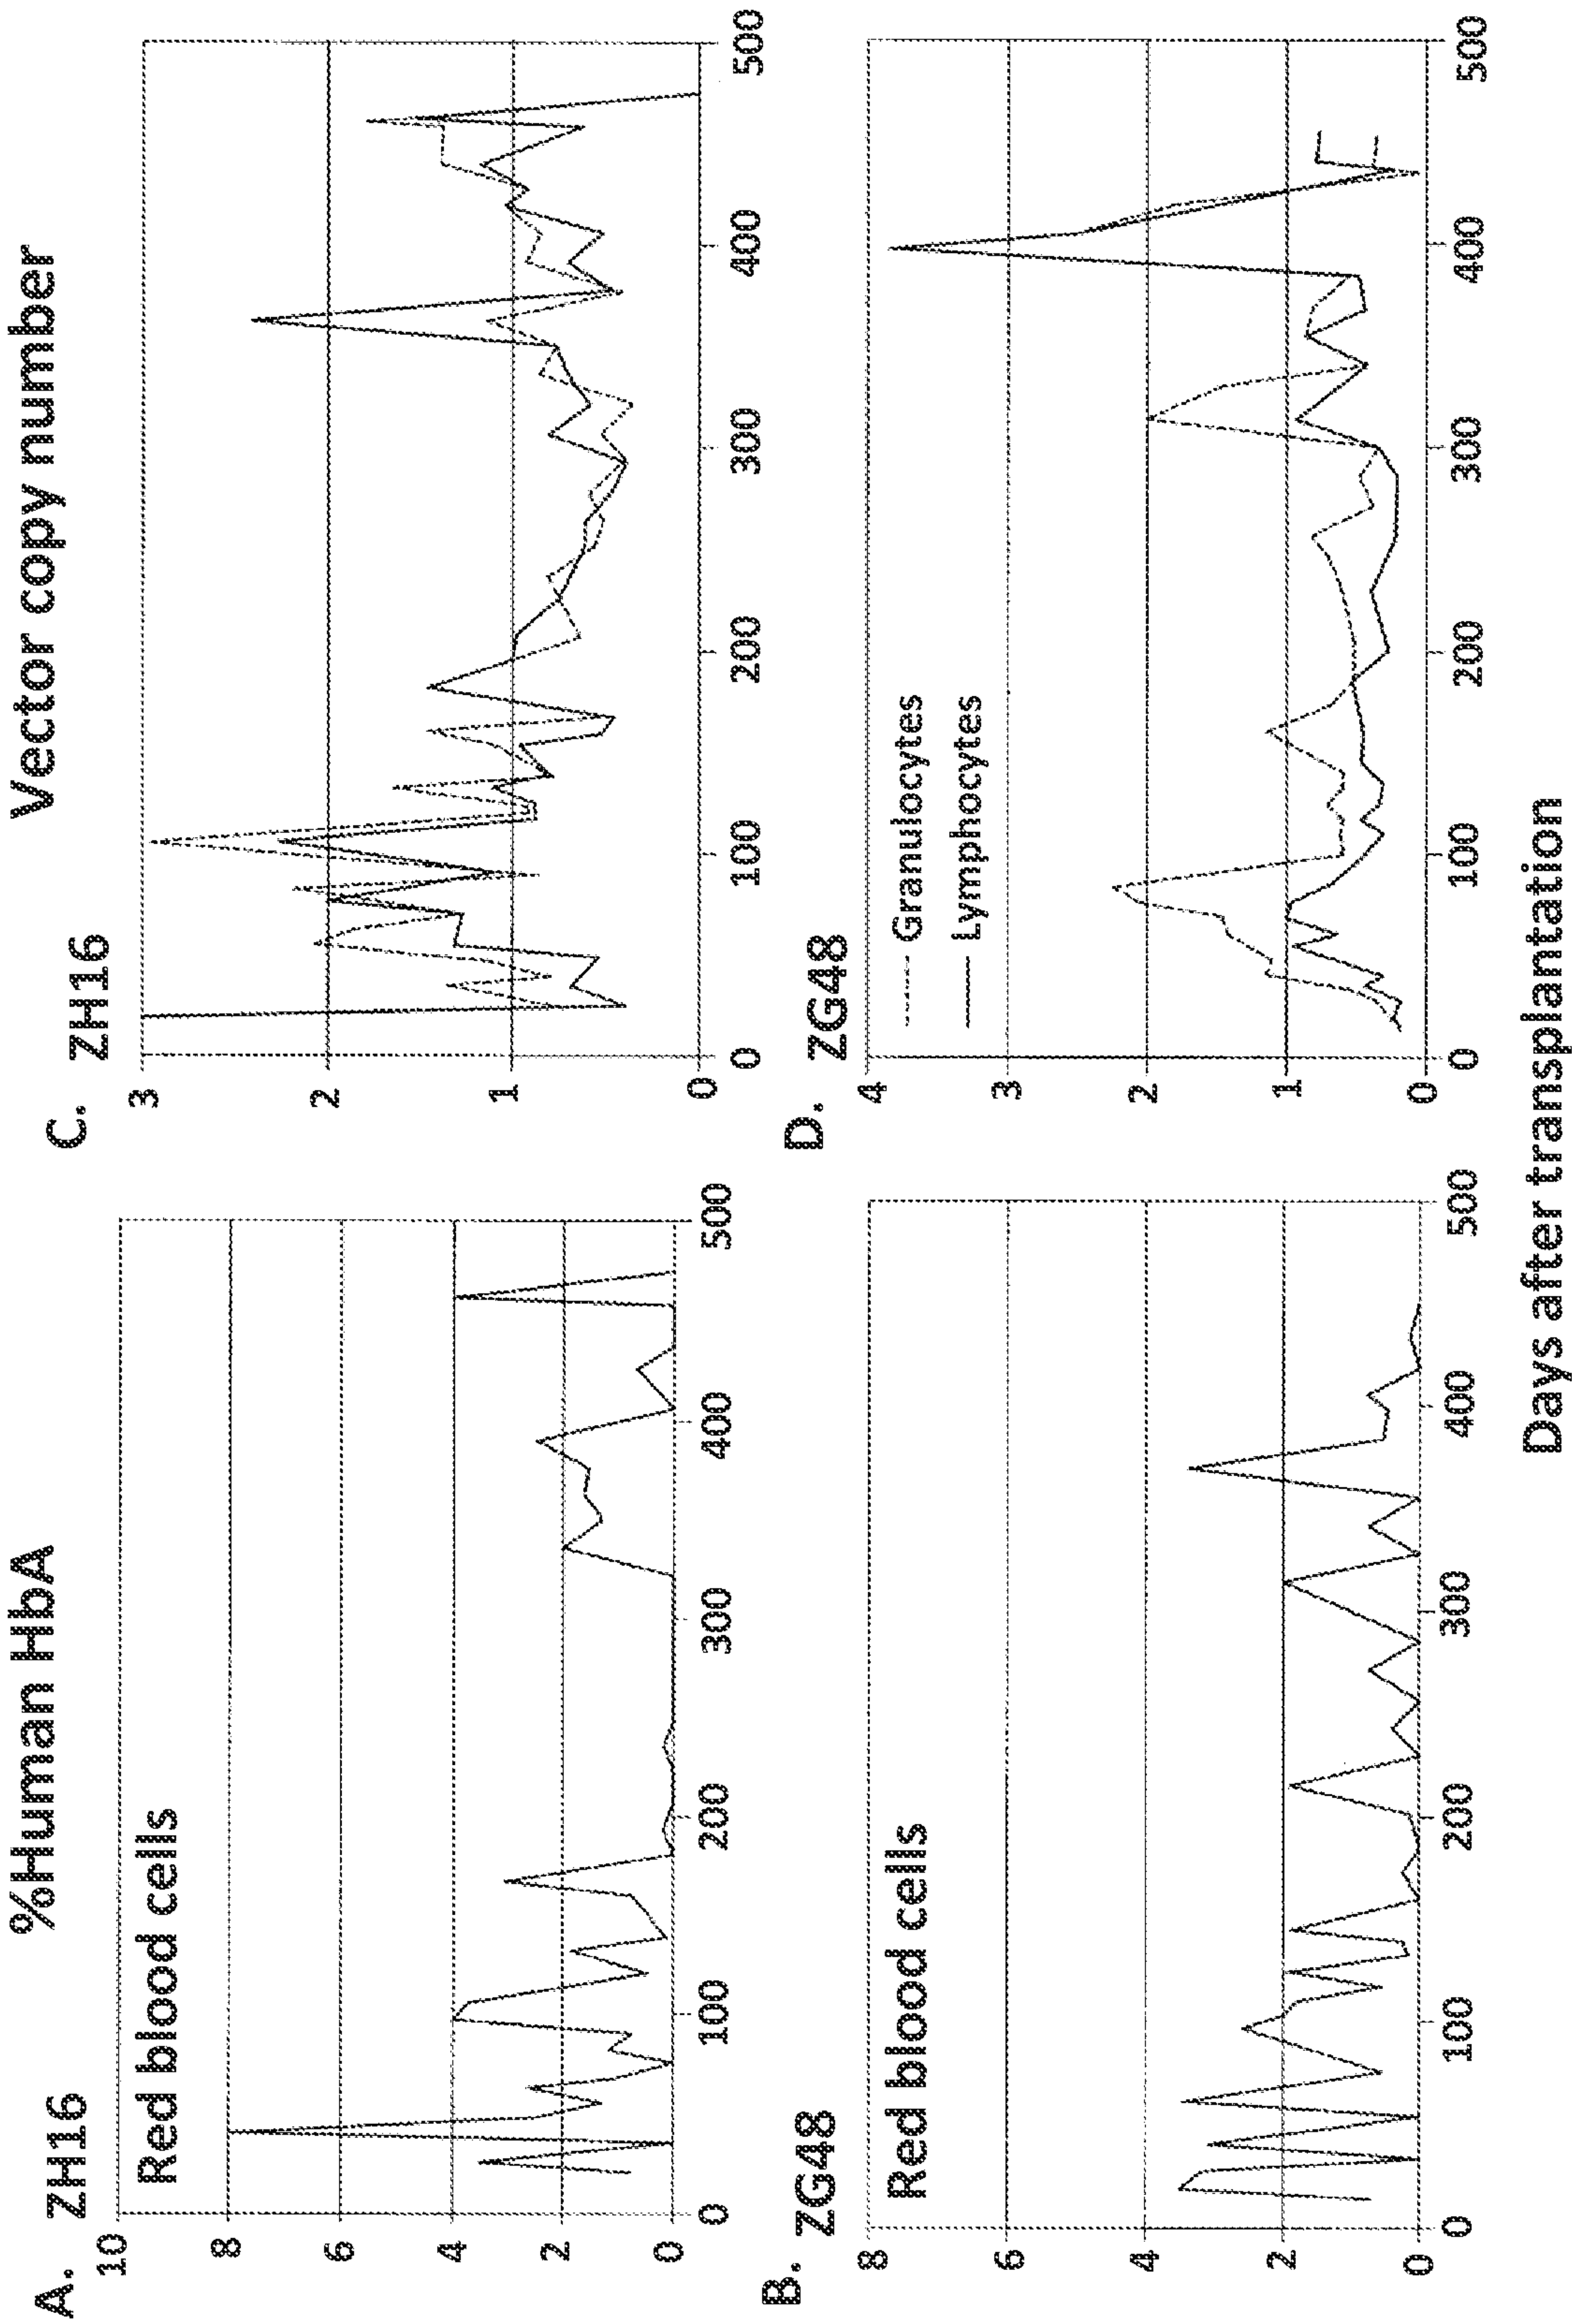 %Human HbA
A. ZH16
Red blood cells
10
8
6
4
2
0
0 100 200 300 400 500
B. ZG48
Red blood cells
8
6
4
2
0
0 100 200 300 400 500
Vector copy number
C. ZH16
3
2
1
0
0 100 200 300 400 500
D. ZG48
Granulocytes
Lymphocytes
4
3
2
1
0
0 100 200 300 400 500
Days after transplantation